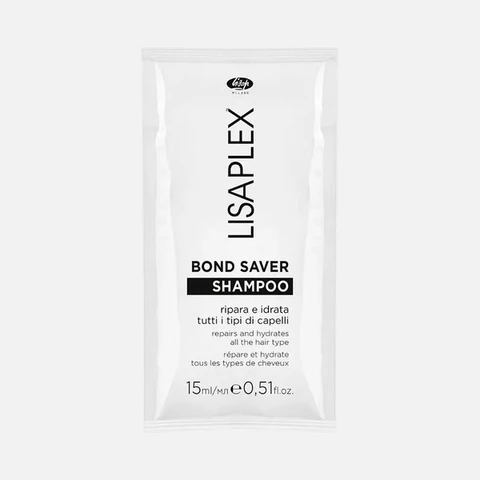 lisap
MILANO
LISAPLEX
BOND SAVER
SHAMPOO
ripara e idrata
tutti i tipi di capelli
repairs and hydrates
all the hair type
répare et hydrate
tous les types de cheveux
15ml/мл℮0,51fl.oz.